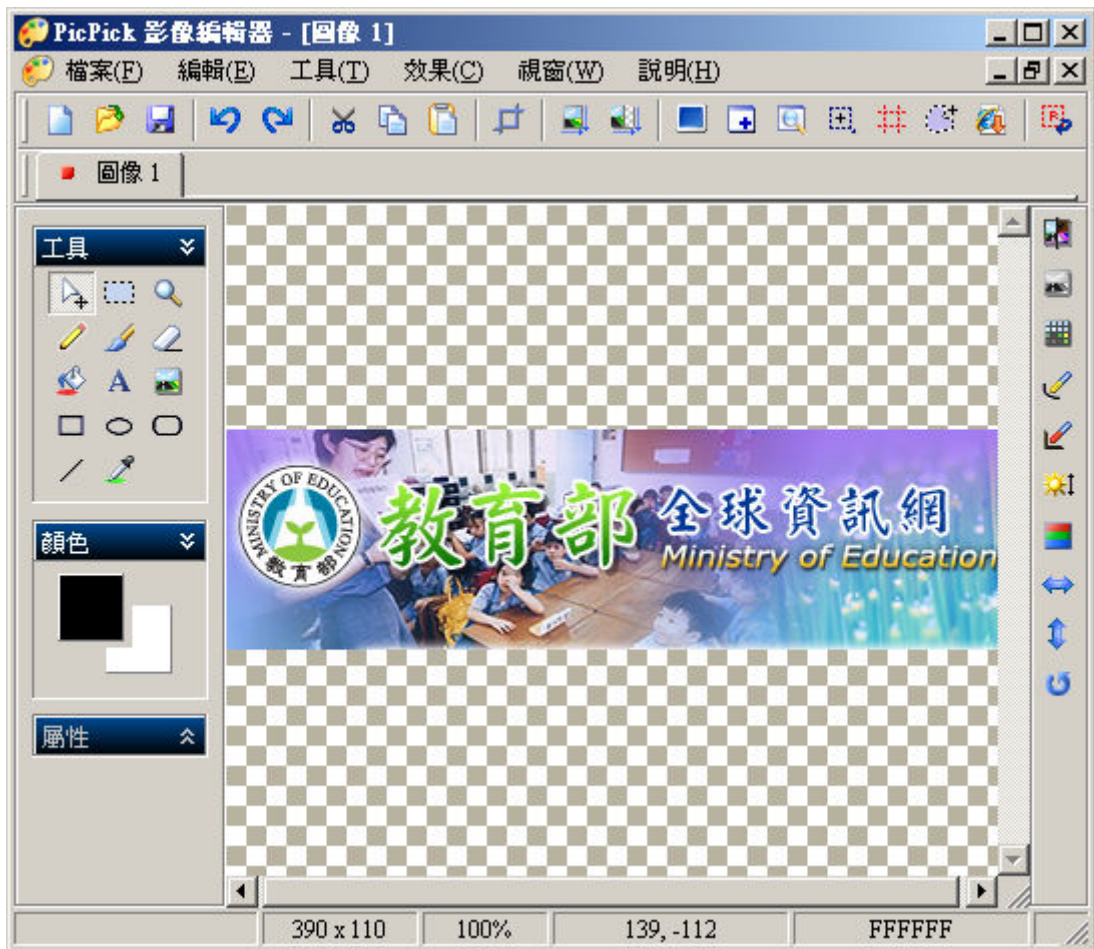 PicPick 影像編輯器 - [圖像 1]
檔案(F) 編輯(E) 工具(T) 效果(C) 視窗(W) 說明(H)
圖像 1
工具
A
顏色
屬性
MINISTRY OF EDUCATION
教育部
教育部 全球資訊網
Ministry of Education
390 x 110 100% 139, -112 FFFFFF